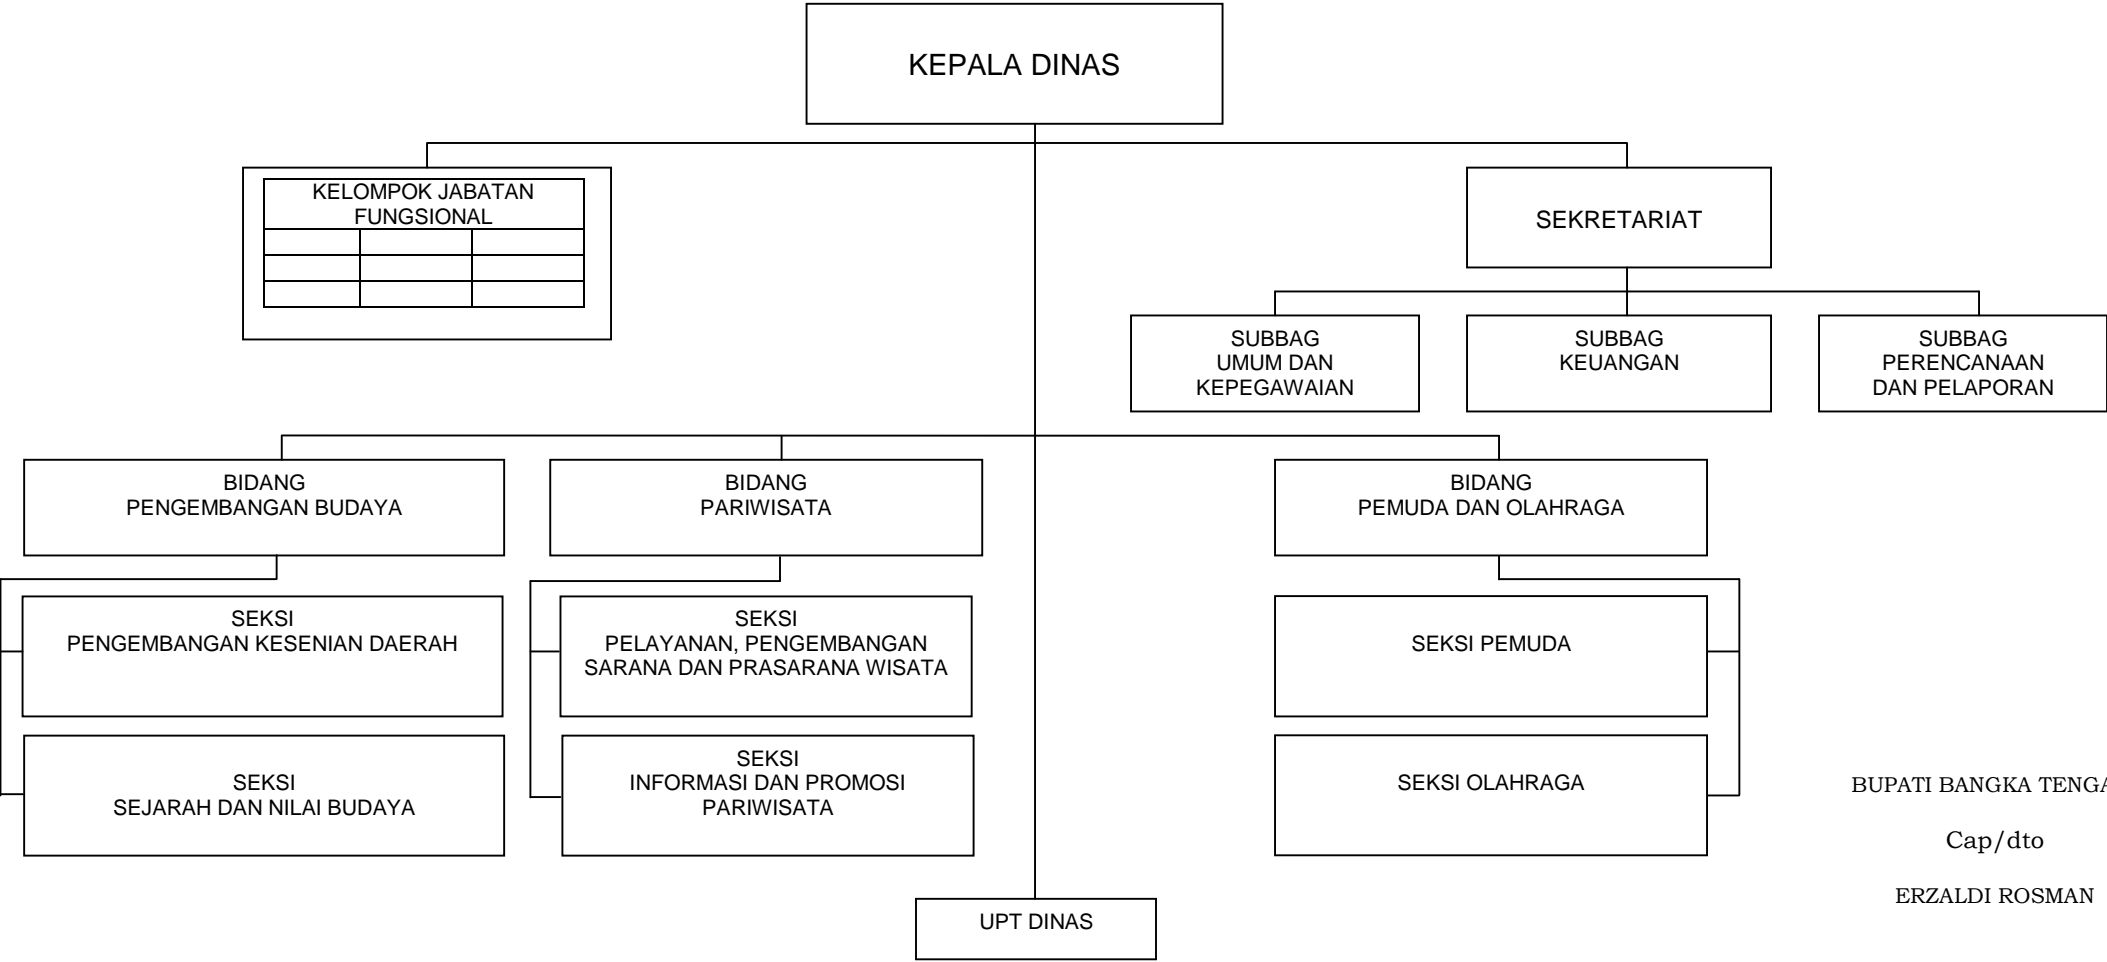 KEPALA DINAS
KELOMPOK JABATAN
FUNGSIONAL
SEKRETARIAT
SUBBAG
UMUM DAN
KEPEGAWAIAN
SUBBAG
KEUANGAN
SUBBAG
PERENCANAAN
DAN PELAPORAN
BIDANG
PENGEMBANGAN BUDAYA
BIDANG
PARIWISATA
BIDANG
PEMUDA DAN OLAHRAGA
SEKSI
PENGEMBANGAN KESENIAN DAERAH
SEKSI
PELAYANAN, PENGEMBANGAN
SARANA DAN PRASARANA WISATA
SEKSI PEMUDA
SEKSI
SEJARAH DAN NILAI BUDAYA
SEKSI
INFORMASI DAN PROMOSI
PARIWISATA
SEKSI OLAHRAGA
BUPATI BANGKA TENGA
Cap/dto
ERZALDI ROSMAN
UPT DINAS